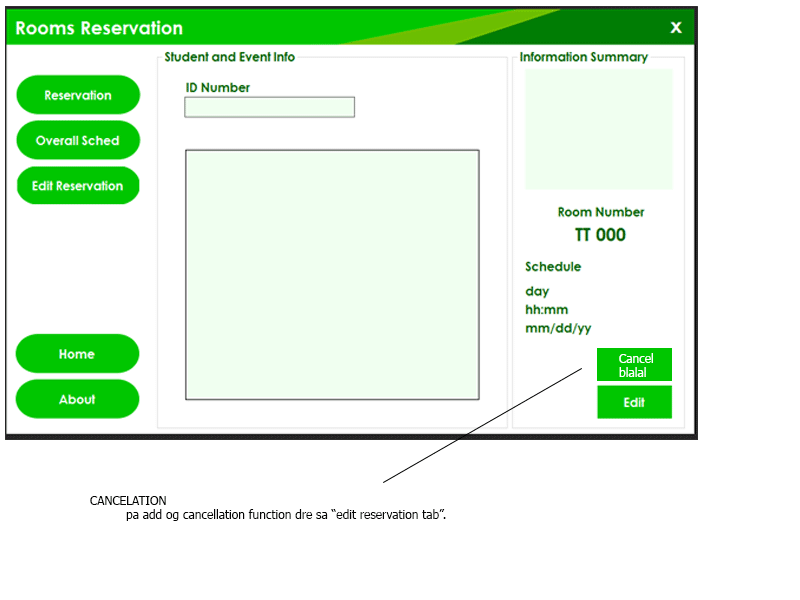 Rooms Reservation
X
Student and Event Info
Information Summary
ID Number
Reservation
Overall Sched
Edit Reservation
Room Number
TT 000
Schedule
day
hh:mm
mm/dd/yy
Home
Cancel
blalal
About
Edit
CANCELATION
pa add og cancellation function dre sa “edit reservation tab”.